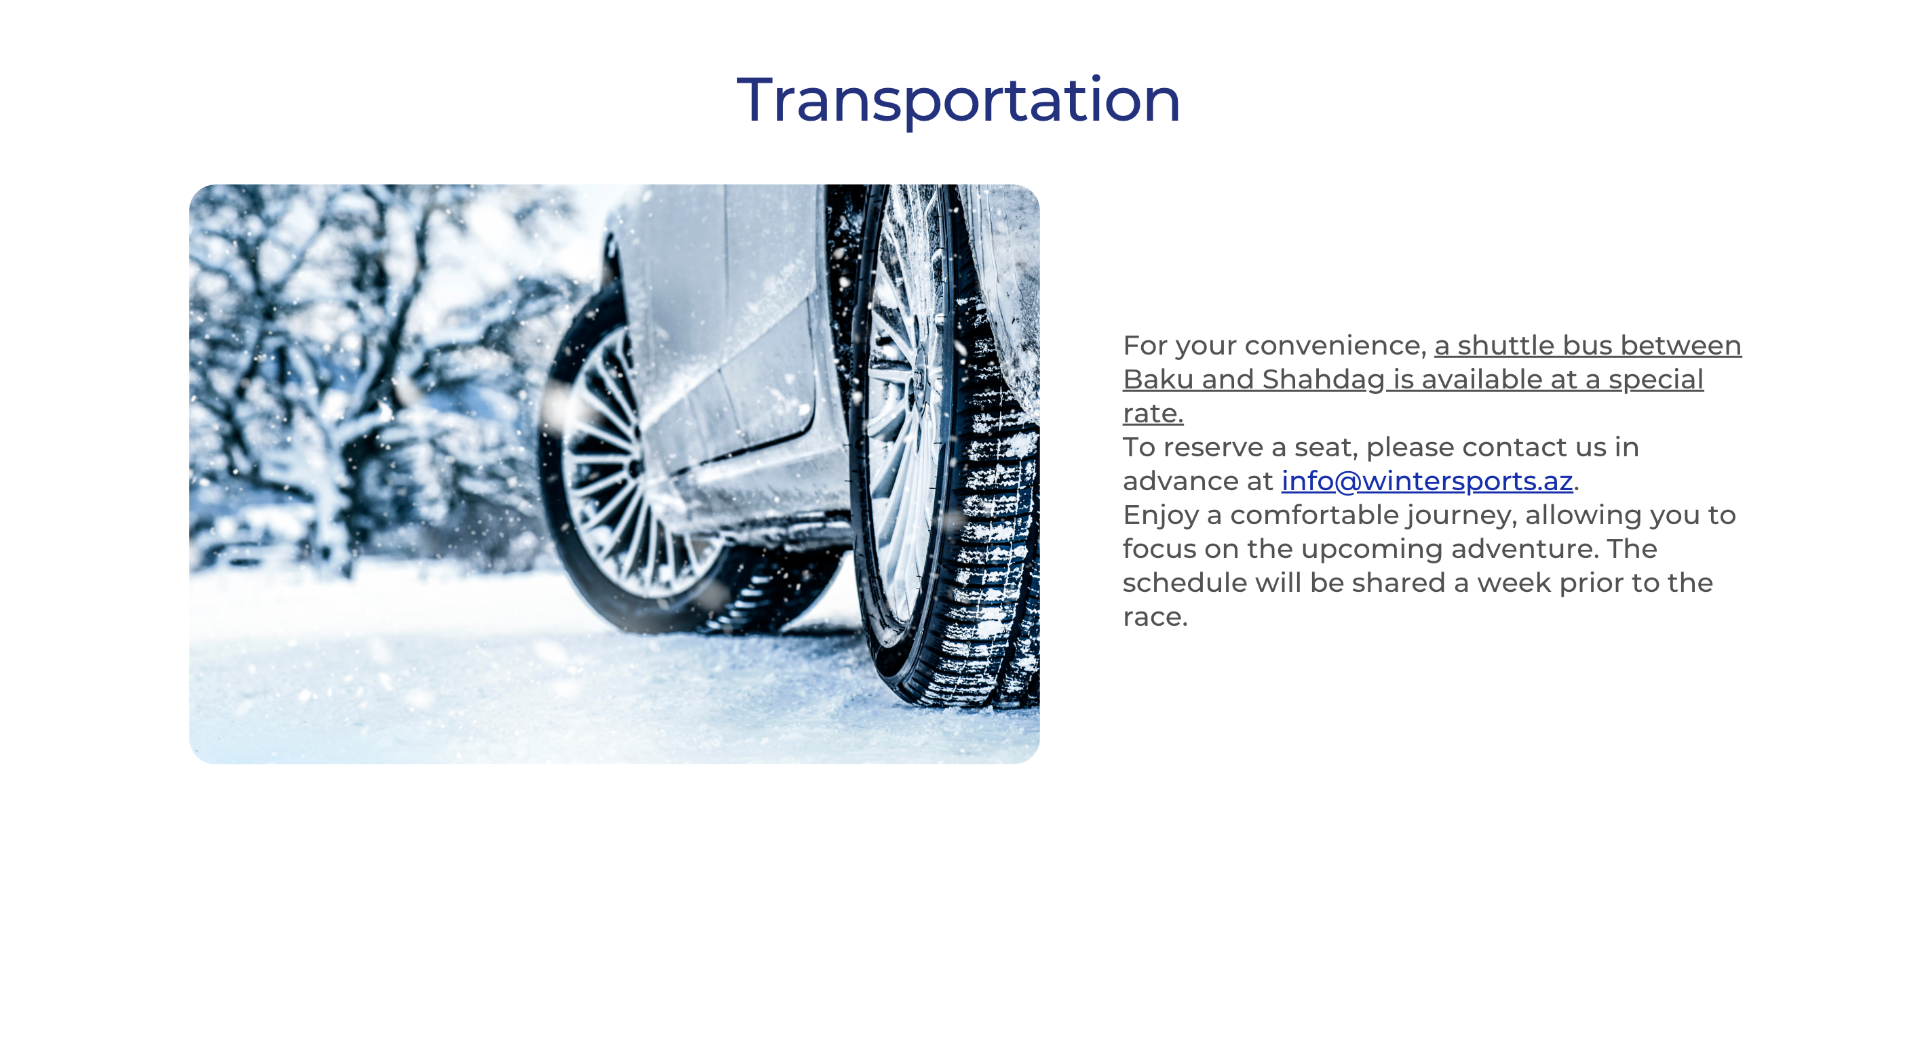 Transportation
For your convenience, a shuttle bus between
Baku and Shahdag is available at a special
rate.
To reserve a seat, please contact us in
advance at info@wintersports.az.
Enjoy a comfortable journey, allowing you to
focus on the upcoming adventure. The
schedule will be shared a week prior to the
race.